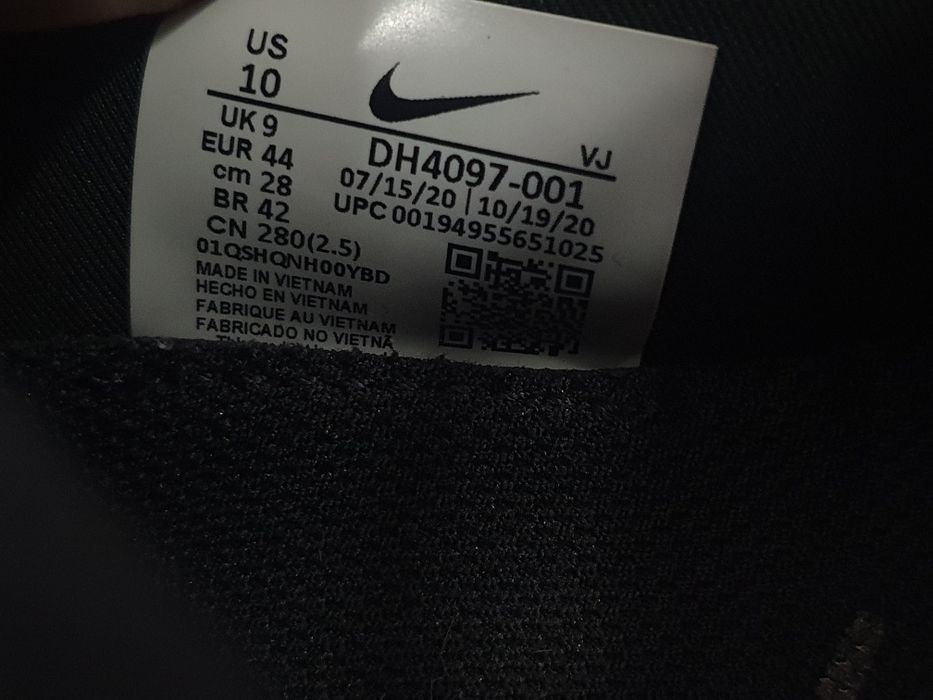 US
10
UK 9
EUR 44
cm 28
BR 42
CN 280(2.5)
01QSHQNH00YBD
MADE IN VIETNAM
HECHO EN VIETNAM
FABRIQUE AU VIETNAM
FABRICADO NO VIETNÃ
VJ
DH4097-001
07/15/20 | 10/19/20
UPC 00194955651025